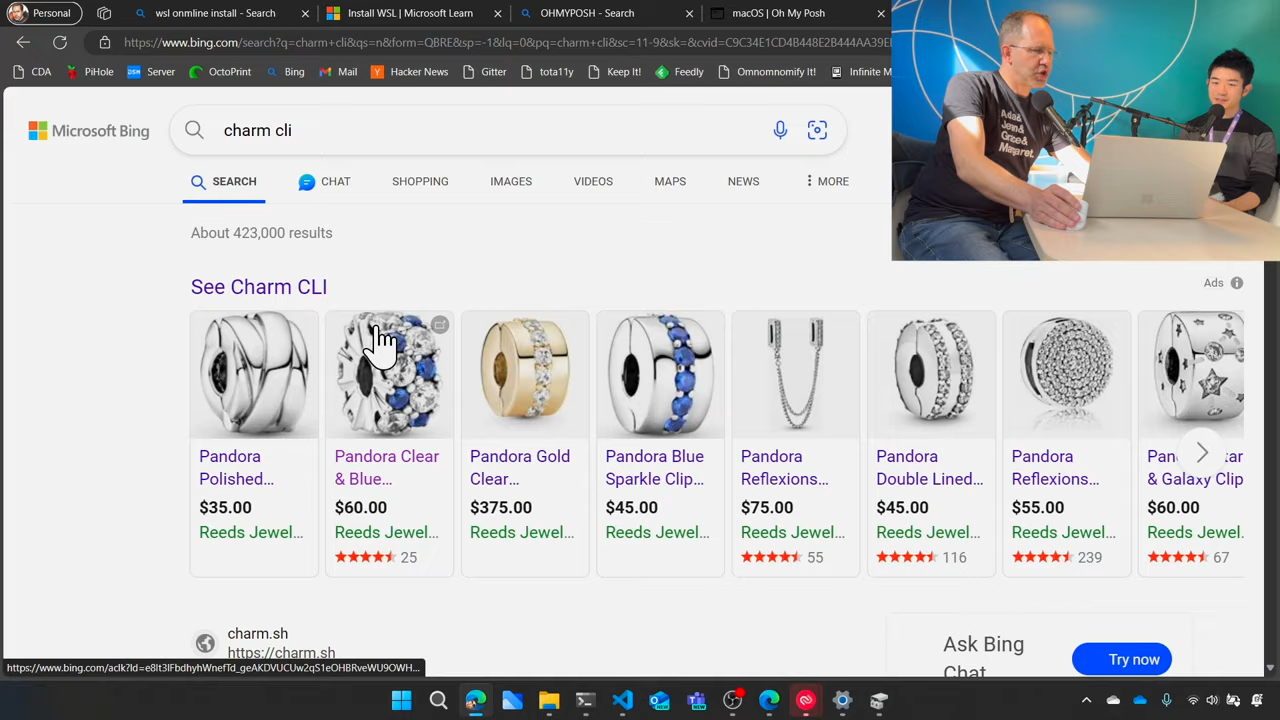 Personal
wsl onmline install - Search
Install WSL | Microsoft Learn
OHMYPOSH - Search
macOS | Oh My Posh
https://www.bing.com/search?q=charm+cli&qs=n&form=QBRE&sp=-1&lq=0&pq=charm+cli&sc=11-9&sk=&cvid=C9C34E1CD4B448E2B444AA39E
CDA
PiHole
Server
OctoPrint
Bing
Mail
Hacker News
Gitter
tota11y
Keep It!
Feedly
Omnomnomify It!
Infinite M
Ada&
Jenn&
Grace&
Margaret.
Microsoft Bing
charm cli
SEARCH
CHAT
SHOPPING
IMAGES
VIDEOS
MAPS
NEWS
MORE
About 423,000 results
See Charm CLI
Ads
Pandora Polished...
$35.00
Reeds Jewel...
Pandora Clear & Blue...
$60.00
Reeds Jewel...
25
Pandora Gold Clear...
$375.00
Reeds Jewel...
Pandora Blue Sparkle Clip...
$45.00
Reeds Jewel...
Pandora Reflexions...
$75.00
Reeds Jewel...
55
Pandora Double Lined...
$45.00
Reeds Jewel...
116
Pandora Reflexions...
$55.00
Reeds Jewel...
239
& Galaxy Clip
$60.00
Reeds Jewel...
67
charm.sh
https://charm.sh
Ask Bing
Chat
Try now